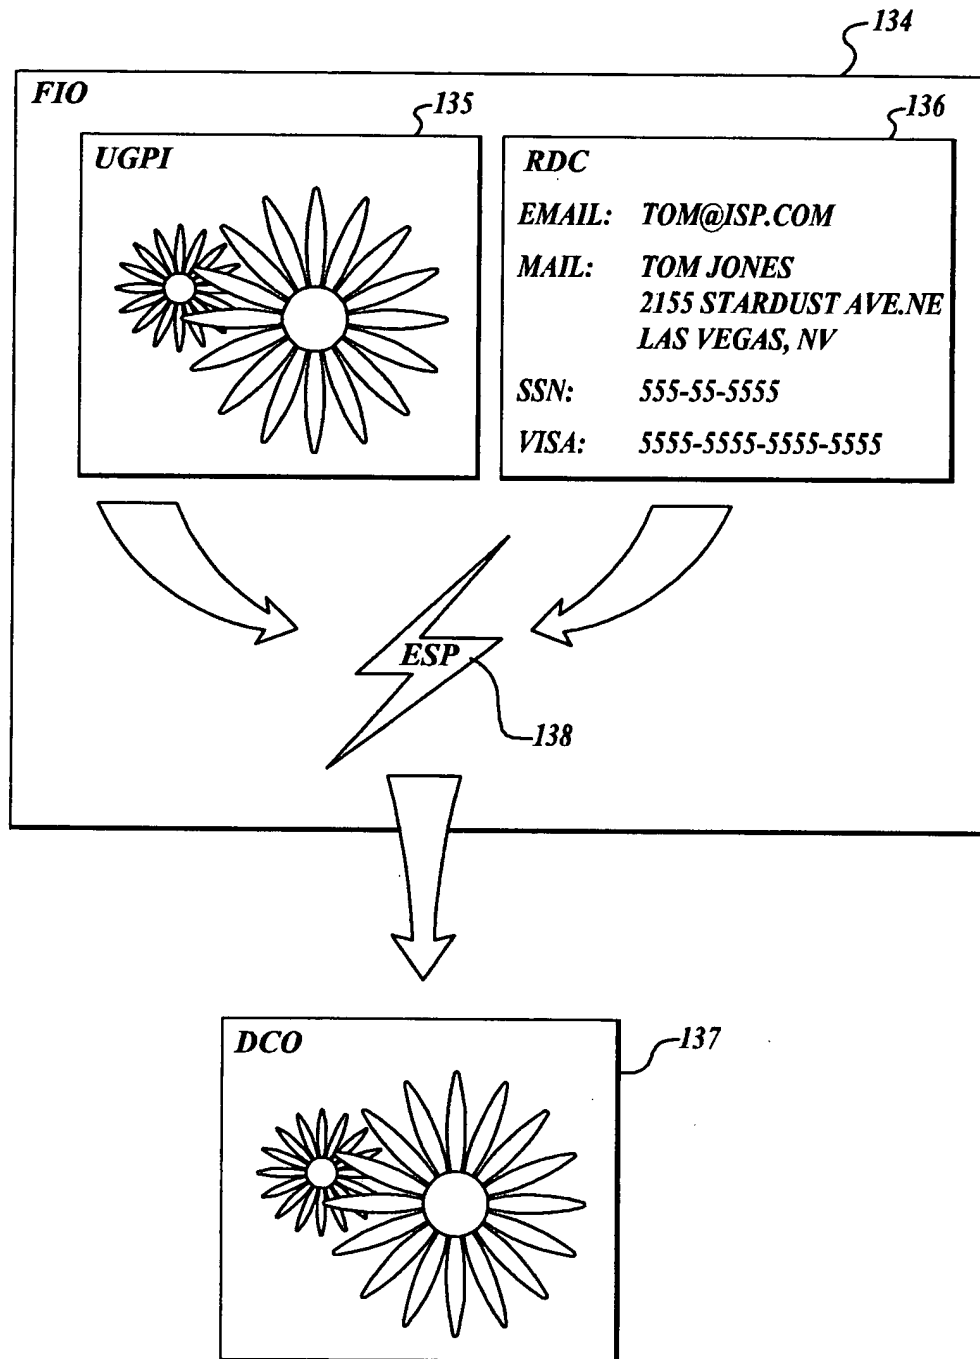 134
FIO
135
136
UGPI
RDC
EMAIL: TOM@ISP.COM
MAIL: TOM JONES
2155 STARDUST AVE.NE
LAS VEGAS, NV
SSN: 555-55-5555
VISA: 5555-5555-5555-5555
ESP
138
DCO
137